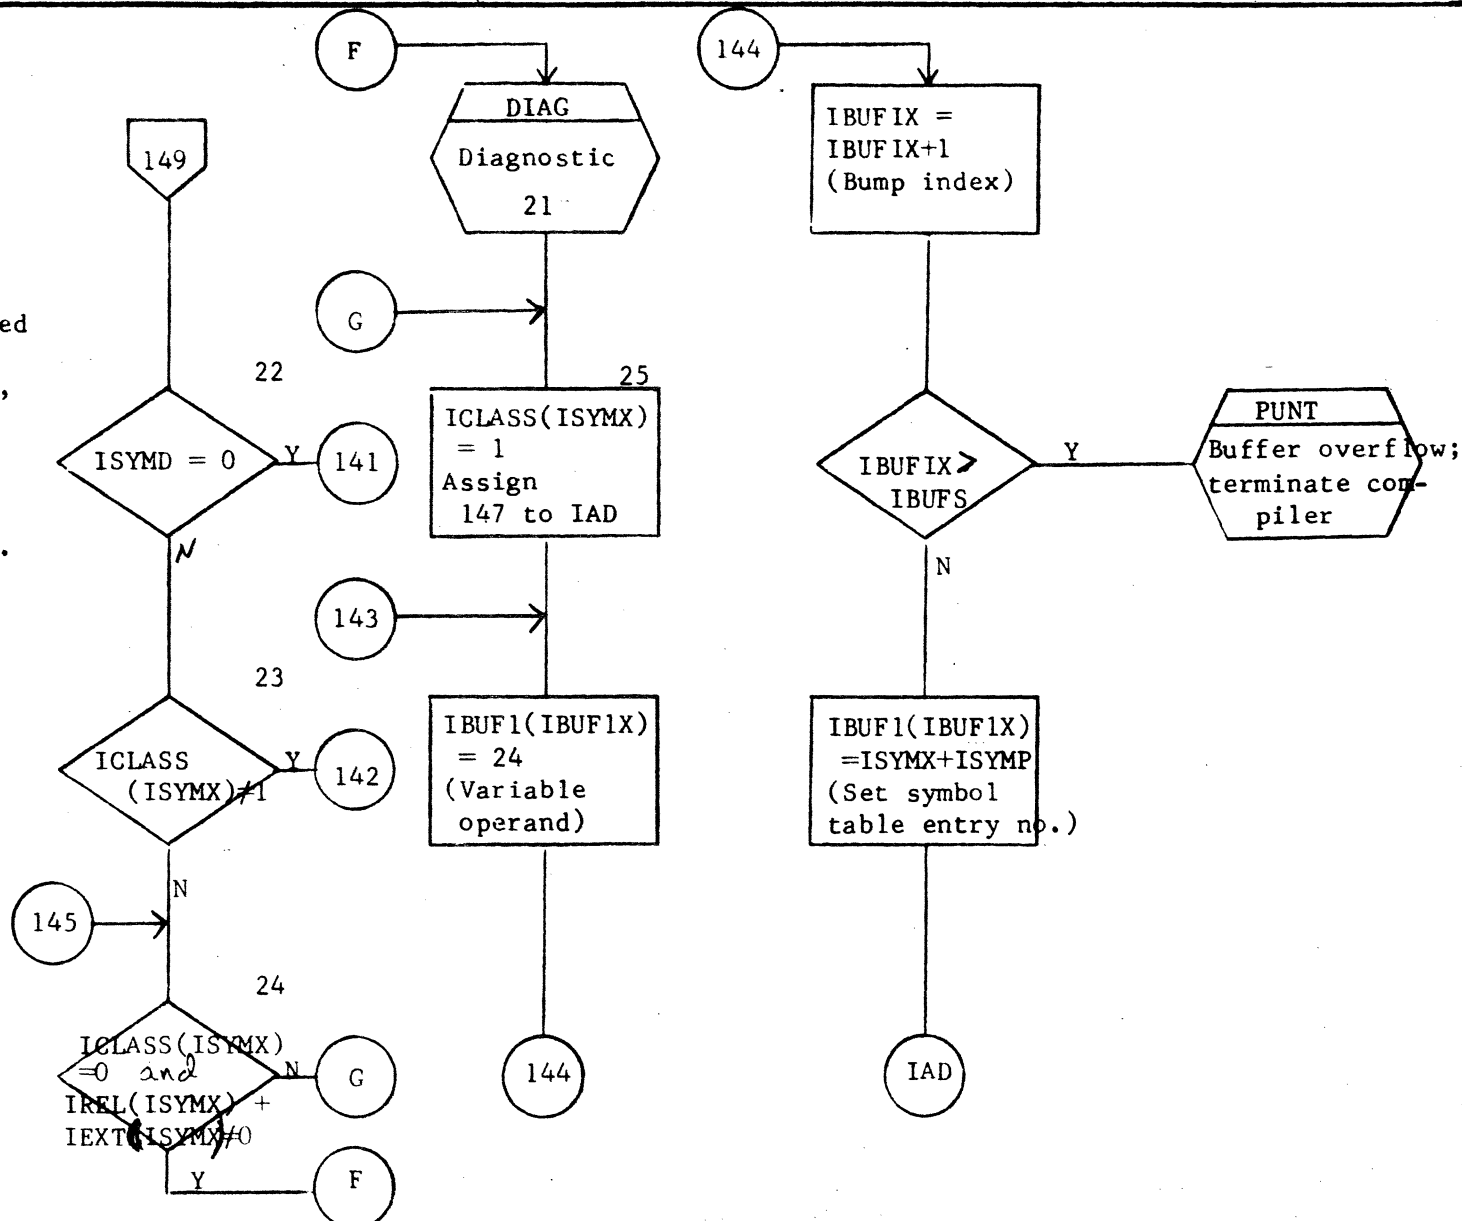 ed
,
.
149
22
ISYMD = 0
Y
141
N
23
ICLASS
(ISYMX)≠1
Y
142
N
145
24
ICLASS(ISYMX)
=0 and
IREL(ISYMX) +
IEXT(ISYMX)≠0
N
G
Y
F
F
DIAG
Diagnostic
21
G
25
ICLASS(ISYMX)
= 1
Assign
147 to IAD
143
IBUF1(IBUF1X)
= 24
(Variable
operand)
144
144
IBUFIX =
IBUFIX+1
(Bump index)
IBUFIX>
IBUFS
Y
PUNT
Buffer overflow;
terminate com-
piler
N
IBUF1(IBUF1X)
=ISYMX+ISYMP
(Set symbol
table entry no.)
IAD